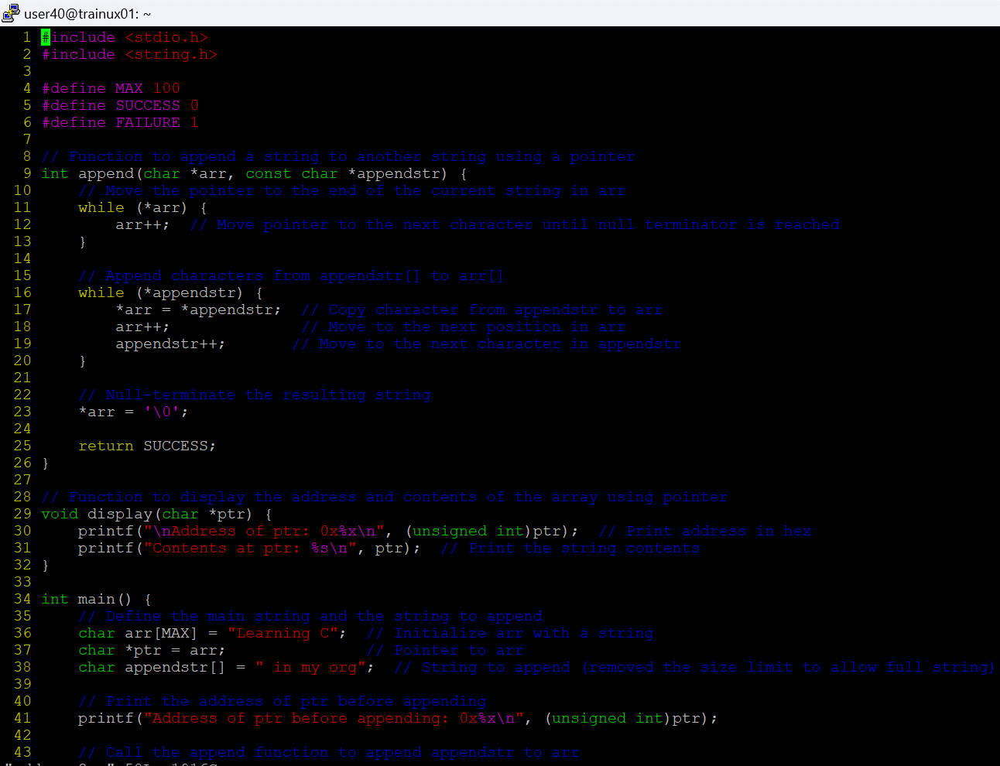 user40@trainux01: ~
1 #include <stdio.h>
2 #include <string.h>
3
4 #define MAX 100
5 #define SUCCESS 0
6 #define FAILURE 1
7
8 // Function to append a string to another string using a pointer
9 int append(char *arr, const char *appendstr) {
10     // Move the pointer to the end of the current string in arr
11     while (*arr) {
12         arr++;  // Move pointer to the next character until null terminator is reached
13     }
14
15     // Append characters from appendstr[] to arr[]
16     while (*appendstr) {
17         *arr = *appendstr;  // Copy character from appendstr to arr
18         arr++;              // Move to the next position in arr
19         appendstr++;       // Move to the next character in appendstr
20     }
21
22     // Null-terminate the resulting string
23     *arr = '\0';
24
25     return SUCCESS;
26 }
27
28 // Function to display the address and contents of the array using pointer
29 void display(char *ptr) {
30     printf("\nAddress of ptr: 0x%x\n", (unsigned int)ptr);  // Print address in hex
31     printf("Contents at ptr: %s\n", ptr);  // Print the string contents
32 }
33
34 int main() {
35     // Define the main string and the string to append
36     char arr[MAX] = "Learning C";  // Initialize arr with a string
37     char *ptr = arr;               // Pointer to arr
38     char appendstr[] = " in my org";  // String to append (removed the size limit to allow full string)
39
40     // Print the address of ptr before appending
41     printf("Address of ptr before appending: 0x%x\n", (unsigned int)ptr);
42
43     // Call the append function to append appendstr to arr